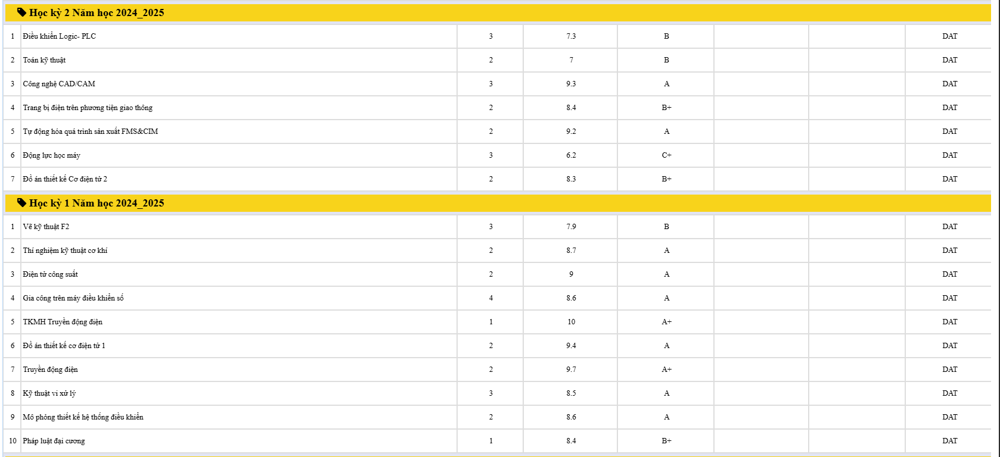 Học kỳ 2 Năm học 2024_2025
1 Điều khiển Logic- PLC 3 7.3 B DAT
2 Toán kỹ thuật 2 7 B DAT
3 Công nghệ CAD/CAM 3 9.3 A DAT
4 Trang bị điện trên phương tiện giao thông 2 8.4 B+ DAT
5 Tự động hóa quá trình sản xuất FMS&CIM 2 9.2 A DAT
6 Động lực học máy 3 6.2 C+ DAT
7 Đồ án thiết kế Cơ điện tử 2 2 8.3 B+ DAT
Học kỳ 1 Năm học 2024_2025
1 Vẽ kỹ thuật F2 3 7.9 B DAT
2 Thí nghiệm kỹ thuật cơ khí 2 8.7 A DAT
3 Điện tử công suất 2 9 A DAT
4 Gia công trên máy điều khiển số 4 8.6 A DAT
5 TKMH Truyền động điện 1 10 A+ DAT
6 Đồ án thiết kế cơ điện tử 1 2 9.4 A DAT
7 Truyền động điện 2 9.7 A+ DAT
8 Kỹ thuật vi xử lý 3 8.5 A DAT
9 Mô phỏng thiết kế hệ thống điều khiển 2 8.6 A DAT
10 Pháp luật đại cương 1 8.4 B+ DAT